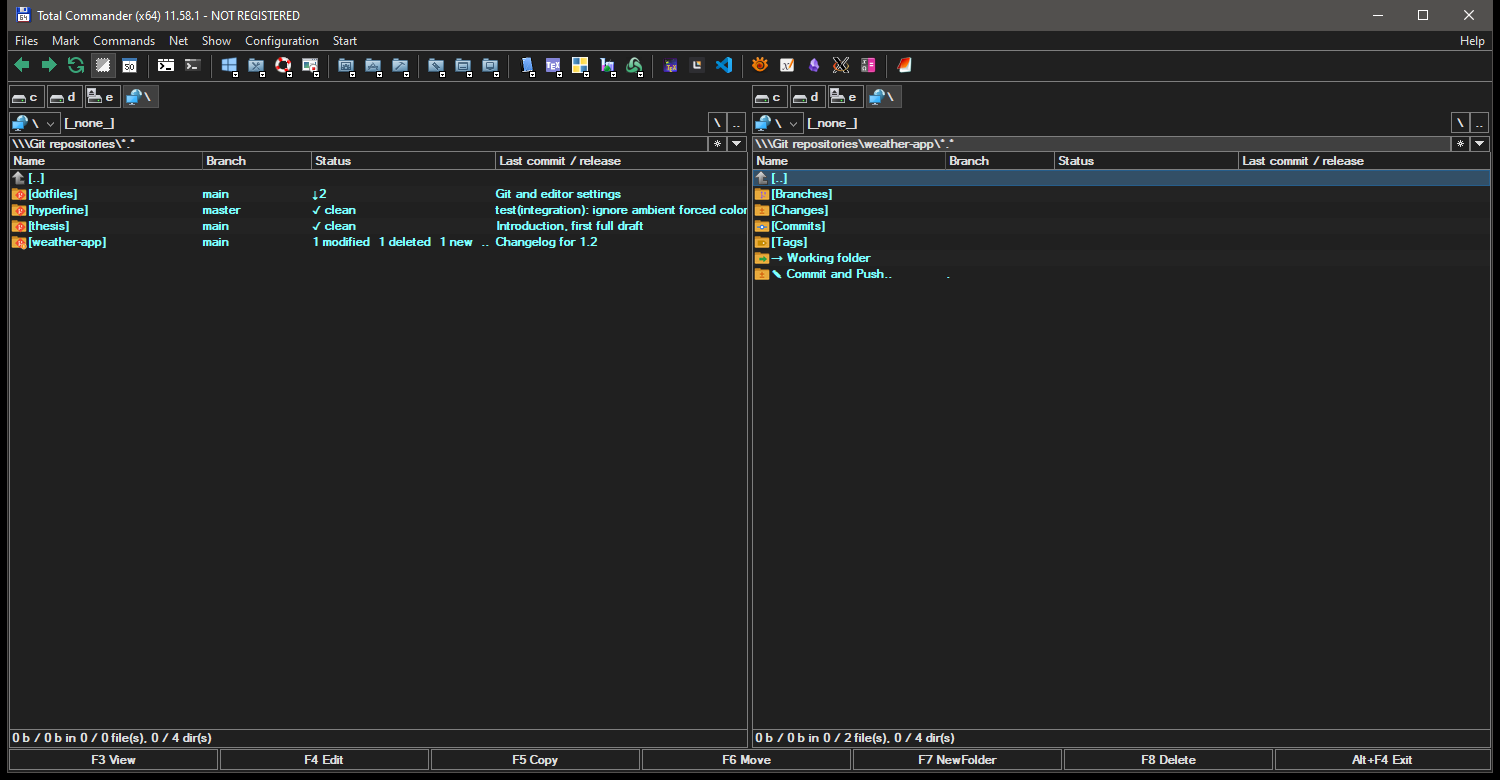 Total Commander (x64) 11.58.1 - NOT REGISTERED
Files Mark Commands Net Show Configuration Start Help
c d e \
c d e \
\ [_none_] \ ..
\ [_none_] \ ..
\\\Git repositories\*.* * 
\\\Git repositories\weather-app\*.* *
Name Branch Status Last commit / release
[..]
[dotfiles] main ↓2 Git and editor settings
[hyperfine] master ✓ clean test(integration): ignore ambient forced color
[thesis] main ✓ clean Introduction, first full draft
[weather-app] main 1 modified 1 deleted 1 new .. Changelog for 1.2
Name Branch Status Last commit / release
[..]
[Branches]
[Changes]
[Commits]
[Tags]
→ Working folder
✎ Commit and Push.. .
0 b / 0 b in 0 / 0 file(s), 0 / 4 dir(s)
0 b / 0 b in 0 / 2 file(s), 0 / 4 dir(s)
F3 View F4 Edit F5 Copy F6 Move F7 NewFolder F8 Delete Alt+F4 Exit